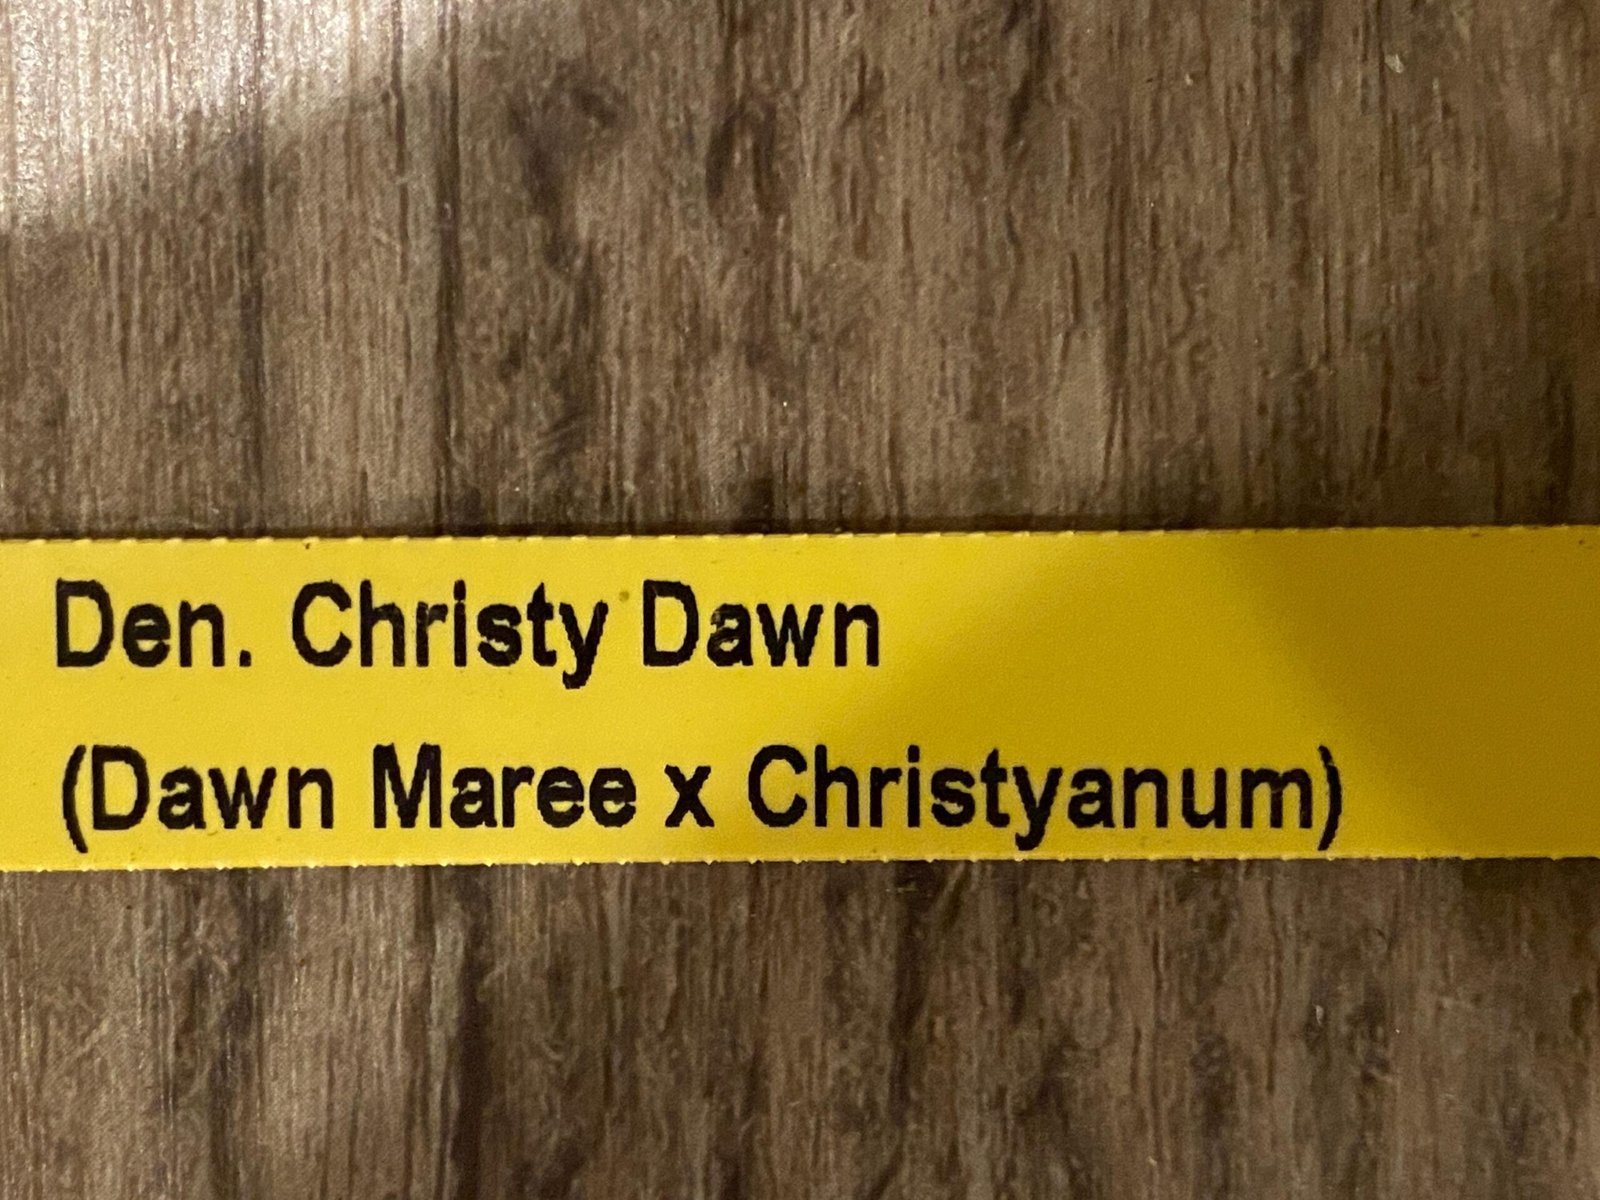 Den. Christy Dawn
(Dawn Maree x Christyanum)